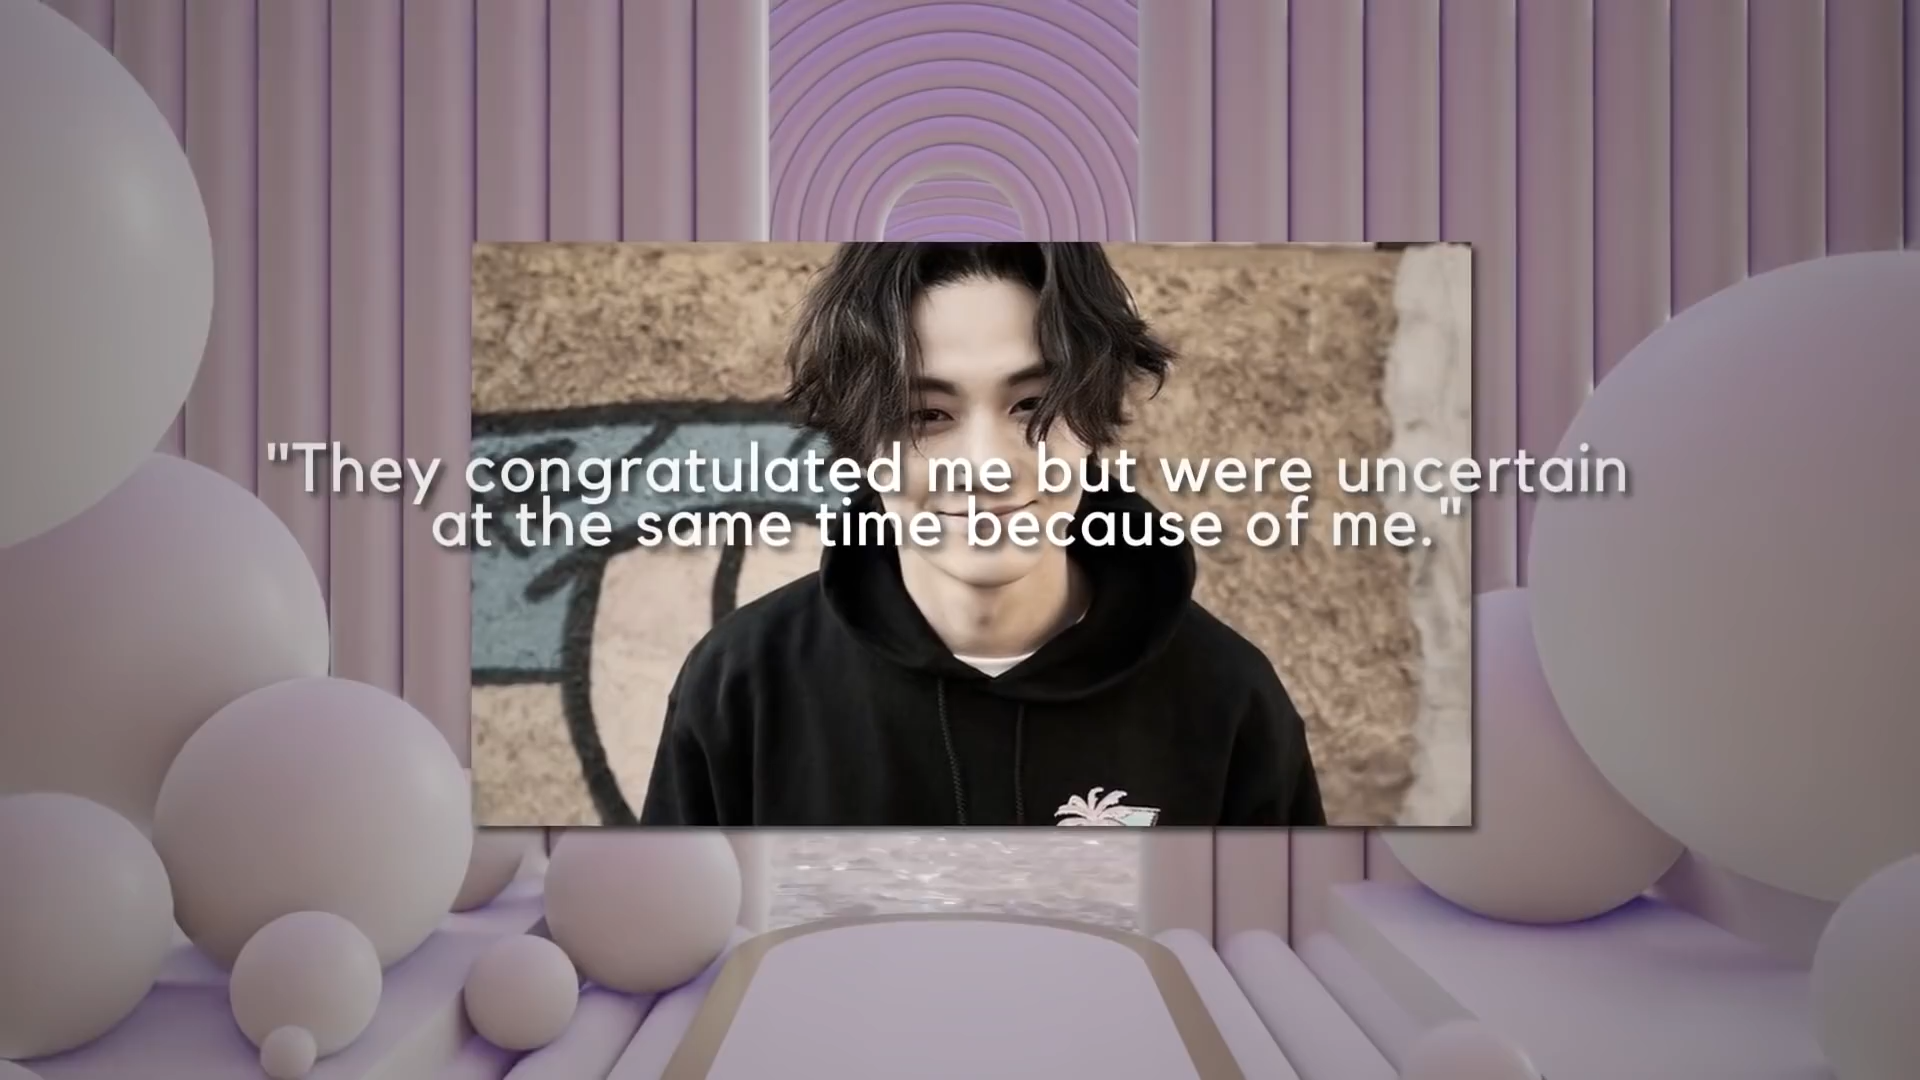 "They congratulated me but were uncertain
at the same time because of me."